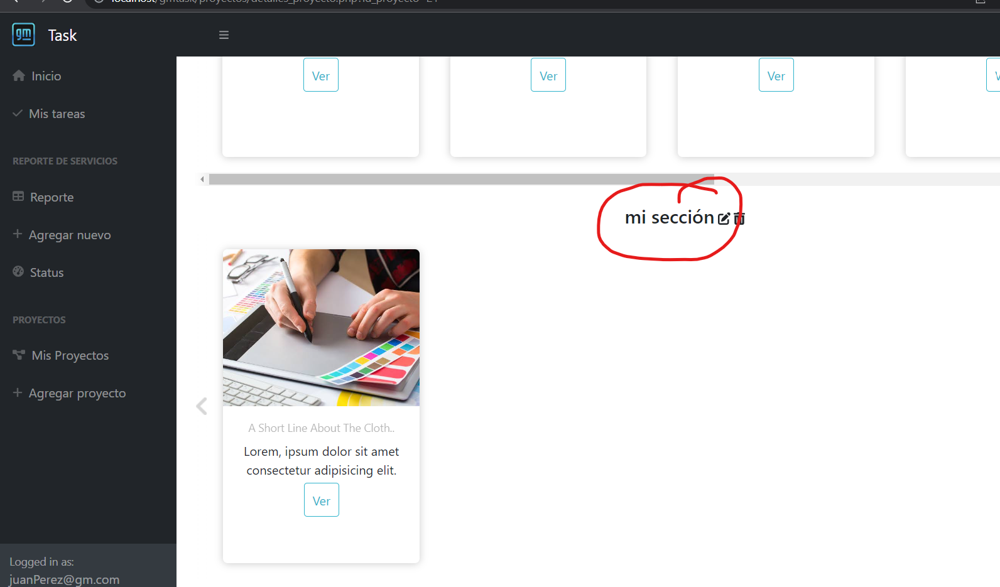 gm Task
Ver
Ver
Ver
Inicio
Mis tareas
REPORTE DE SERVICIOS
Reporte
Agregar nuevo
Status
PROYECTOS
Mis Proyectos
Agregar proyecto
Logged in as:
juanPerez@gm.com
mi sección
A Short Line About The Cloth..
Lorem, ipsum dolor sit amet
consectetur adipisicing elit.
Ver